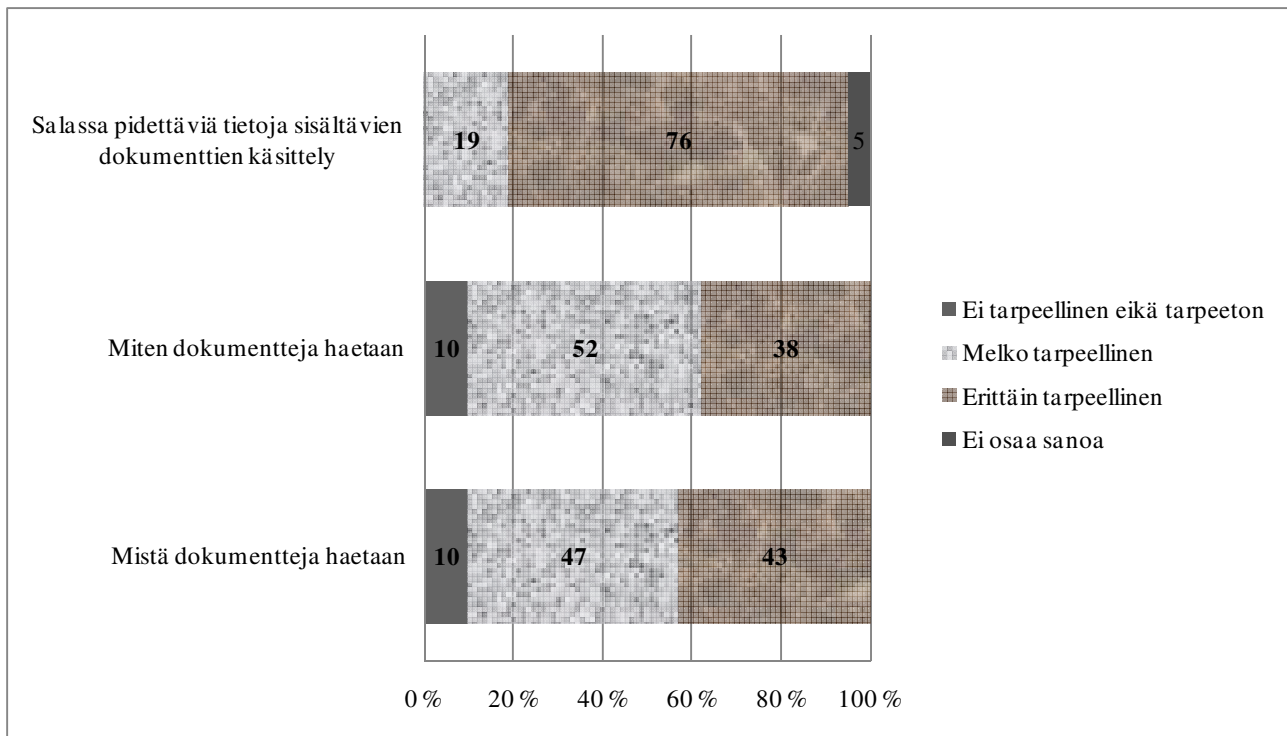 Salassa pidettäviä tietoja sisältävien
dokumenttien käsittely
19
76
5
Miten dokumentteja haetaan
10
52
38
Mistä dokumentteja haetaan
10
47
43
0 %
20 %
40 %
60 %
80 %
100 %
Ei tarpeellinen eikä tarpeeton
Melko tarpeellinen
Erittäin tarpeellinen
Ei osaa sanoa